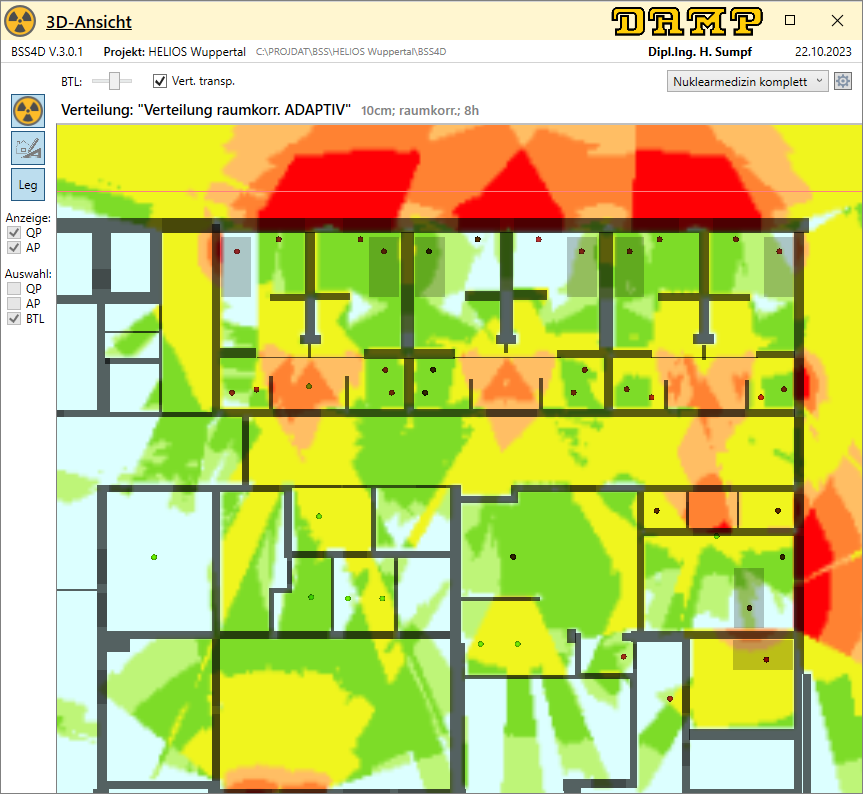 3D-Ansicht
DAMP
BSS4D V.3.0.1 Projekt: HELIOS Wuppertal C:\PROJDAT\BSS\HELIOS Wuppertal\BSS4D Dipl.Ing. H. Sumpf 22.10.2023
BTL: Vert. transp. Nuklearmedizin komplett
Verteilung: "Verteilung raumkorr. ADAPTIV" 10cm; raumkorr.; 8h
Leg
Anzeige:
QP
AP
Auswahl:
QP
AP
BTL